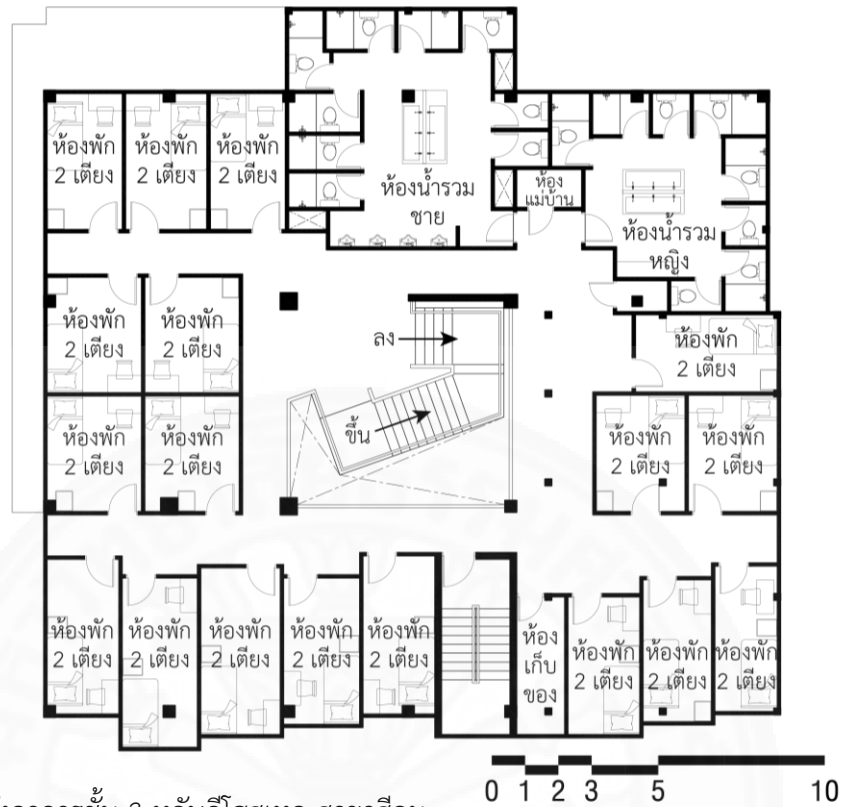 ห้องพัก
2 เตียง
ห้องพัก
2 เตียง
ห้องพัก
2 เตียง
ห้องน้ำรวม
ชาย
ห้อง
แม่บ้าน
ห้องน้ำรวม
หญิง
ห้องพัก
2 เตียง
ห้องพัก
2 เตียง
ลง
ขึ้น
ห้องพัก
2 เตียง
ห้องพัก
2 เตียง
ห้องพัก
2 เตียง
ห้องพัก
2 เตียง
ห้องพัก
2 เตียง
ห้องพัก
2 เตียง
ห้องพัก
2 เตียง
ห้องพัก
2 เตียง
ห้องพัก
2 เตียง
ห้องพัก
2 เตียง
ห้อง
เก็บ
ของ
ห้องพัก
2 เตียง
ห้องพัก
2 เตียง
ห้องพัก
2 เตียง
0 1 2 3 5 10